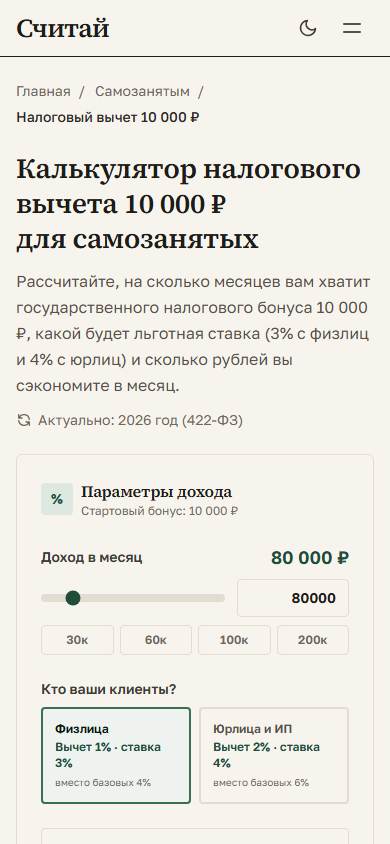 Считай
Главная / Самозанятым /
Налоговый вычет 10 000 ₽
Калькулятор налогового
вычета 10 000 ₽
для самозанятых
Рассчитайте, на сколько месяцев вам хватит
государственного налогового бонуса 10 000
₽, какой будет льготная ставка (3% с физлиц
и 4% с юрлиц) и сколько рублей вы
сэкономите в месяц.
Актуально: 2026 год (422-ФЗ)
%
Параметры дохода
Стартовый бонус: 10 000 ₽
Доход в месяц
80 000 ₽
80000
30к
60к
100к
200к
Кто ваши клиенты?
Физлица
Вычет 1% · ставка
3%
вместо базовых 4%
Юрлица и ИП
Вычет 2% · ставка
4%
вместо базовых 6%